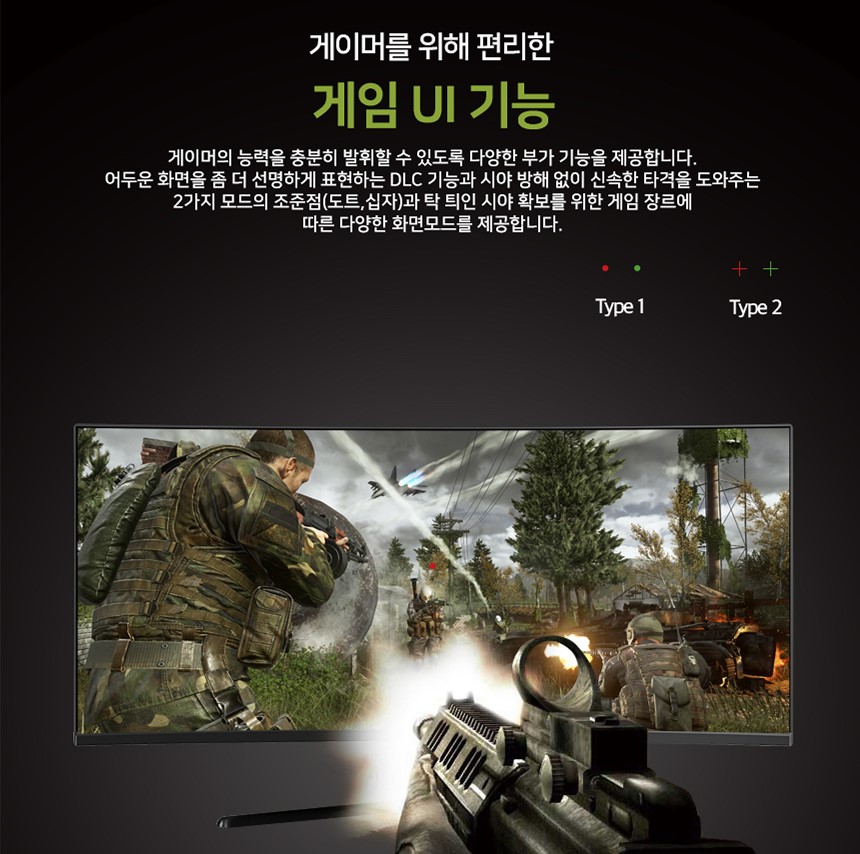 게이머를 위해 편리한
게임 UI 기능
게이머의 능력을 충분히 발휘할 수 있도록 다양한 부가 기능을 제공합니다.
어두운 화면을 좀 더 선명하게 표현하는 DLC 기능과 시야 방해 없이 신속한 타격을 도와주는
2가지 모드의 조준점(도트,십자)과 탁 틔인 시야 확보를 위한 게임 장르에
따른 다양한 화면모드를 제공합니다.
Type 1
Type 2